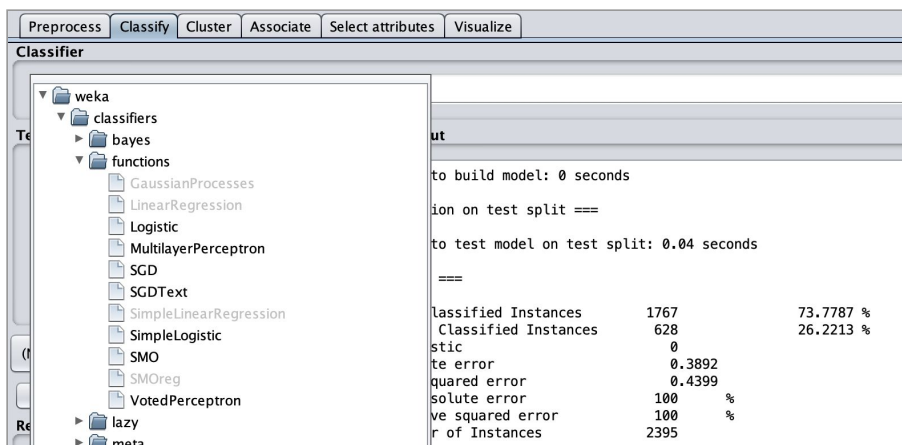 Preprocess Classify Cluster Associate Select attributes Visualize
Classifier
weka
classifiers
bayes
functions
GaussianProcesses
LinearRegression
Logistic
MultilayerPerceptron
SGD
SGDText
SimpleLinearRegression
SimpleLogistic
SMO
SMOreg
VotedPerceptron
lazy
meta
Te
(N
Re
ut
to build model: 0 seconds
ion on test split ===
to test model on test split: 0.04 seconds
===
lassified Instances 1767 73.7787 %
Classified Instances 628 26.2213 %
stic 0
te error 0.3892
quared error 0.4399
solute error 100 %
ve squared error 100 %
r of Instances 2395